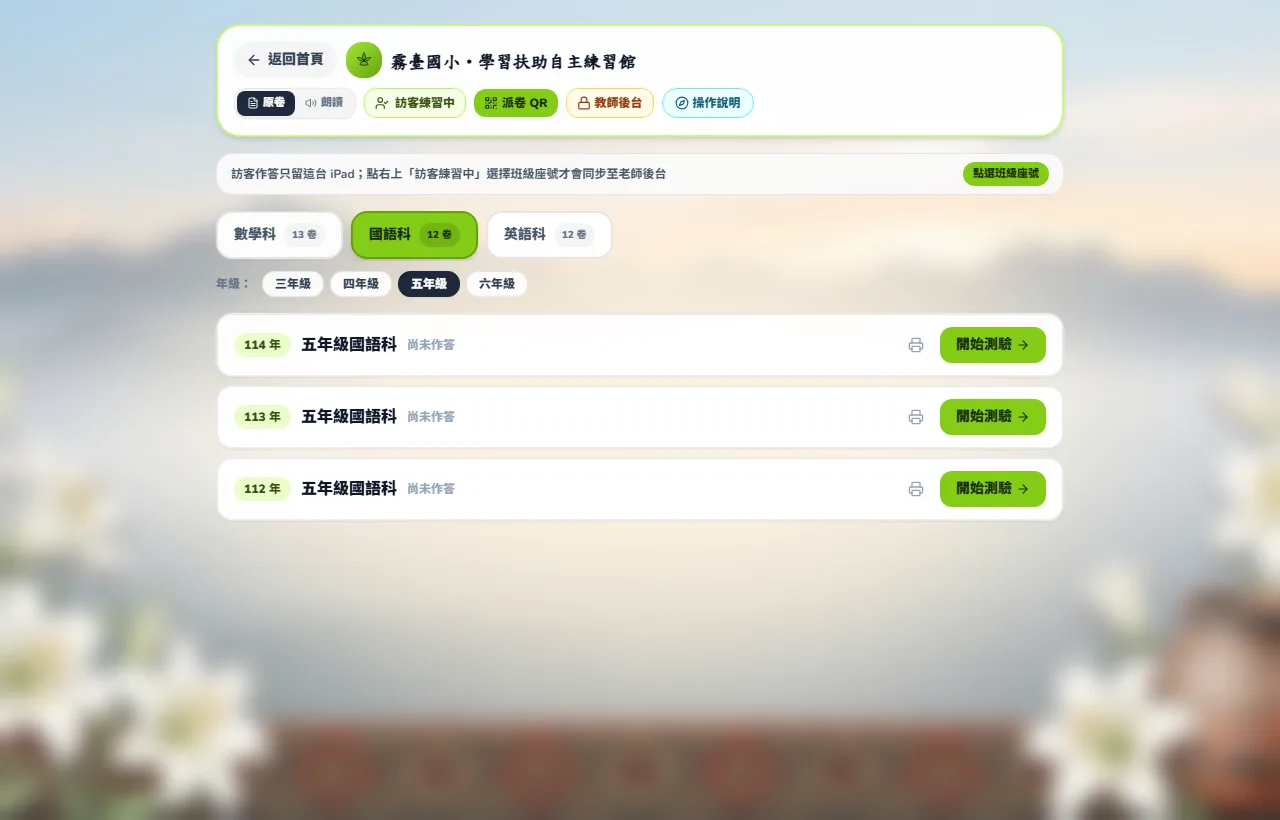 返回首頁 霧臺國小・學習扶助自主練習館
原卷 朗讀 訪客練習中 派卷 QR 教師後台 操作說明
訪客作答只留這台 iPad；點右上「訪客練習中」選擇班級座號才會同步至老師後台 點選班級座號
數學科 13 卷 國語科 12 卷 英語科 12 卷
年級： 三年級 四年級 五年級 六年級
114 年 五年級國語科 尚未作答 開始測驗
113 年 五年級國語科 尚未作答 開始測驗
112 年 五年級國語科 尚未作答 開始測驗